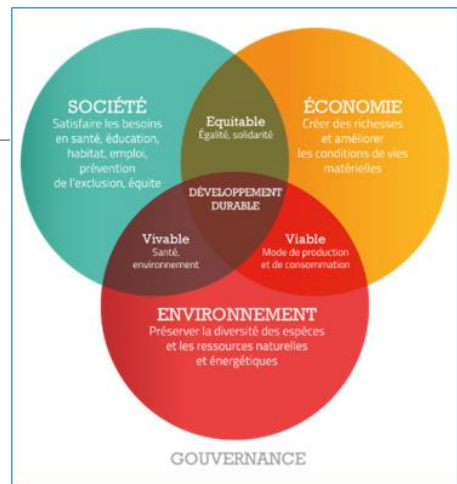 SOCIÉTÉ
Satisfaire les besoins
en santé, éducation,
habitat, emploi,
prévention
de l'exclusion, équite
Equitable
Égalité, solidarité
ÉCONOMIE
Créer des richesses
et améliorer
les conditions de vies
matérielles
DÉVELOPPEMENT
DURABLE
Vivable
Santé,
environnement
Viable
Mode de production
et de consommation
ENVIRONNEMENT
Préserver la diversité des espèces
et les ressources naturelles
et énergétiques
GOUVERNANCE